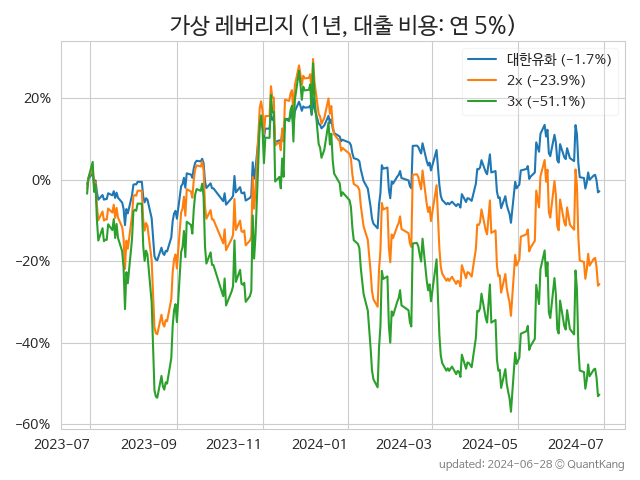 가상 레버리지 (1년, 대출 비용: 연 5%)
대한유화 (−1.7%)
2x (−23.9%)
3x (−51.1%)
20%
0%
−20%
−40%
−60%
2023-07 2023-09 2023-11 2024-01 2024-03 2024-05 2024-07
updated: 2024-06-28 © QuantKang